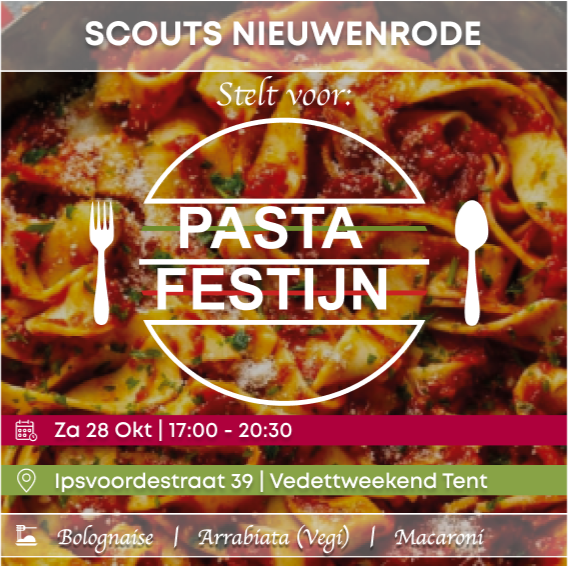 SCOUTS NIEUWENRODE
Stelt voor:
PASTA
FESTIJN
Za 28 Okt | 17:00 - 20:30
Ipsvoordestraat 39 | Vedettweekend Tent
Bolognaise | Arrabiata (Vegi) | Macaroni